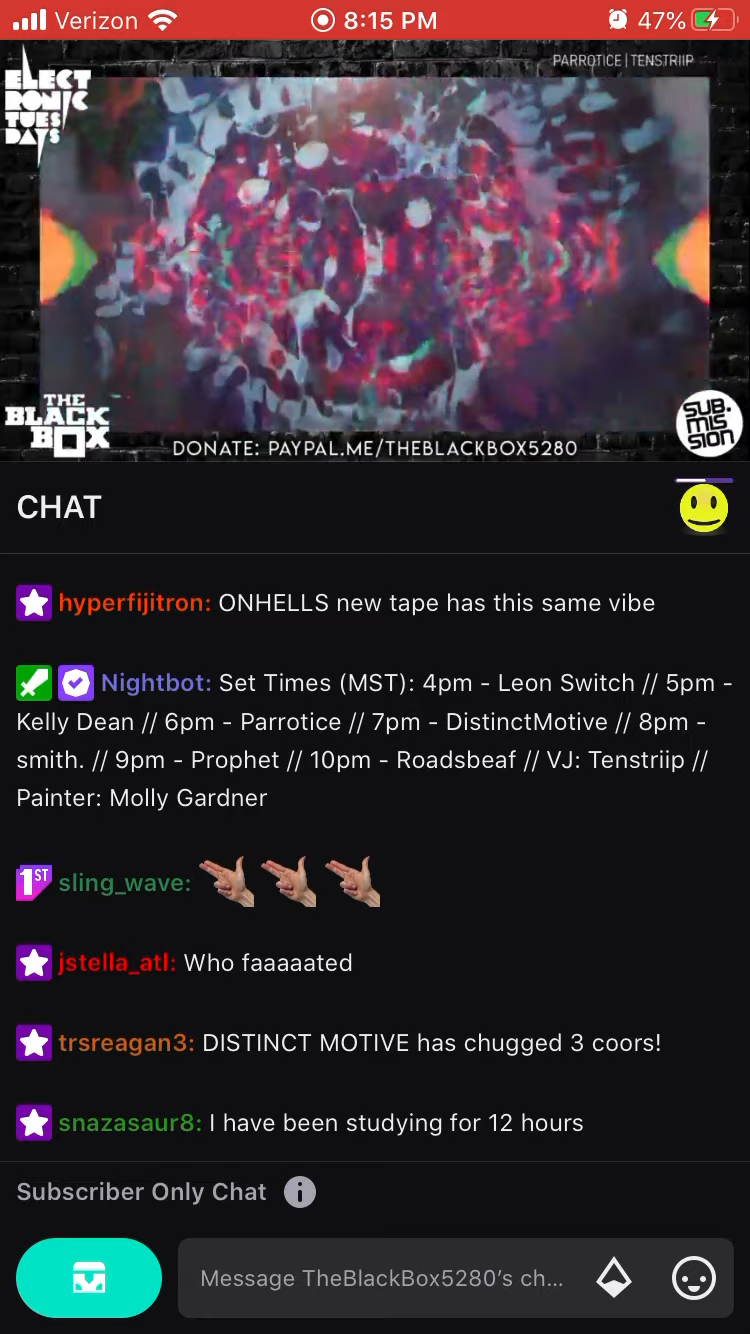 Verizon 8:15 PM 47%
PARROTICE | TENSTRIIP
ELECT
RONIC
TUES
DAYS
THE
BLACK
BOX
SUB.
MIS
SION
DONATE: PAYPAL.ME/THEBLACKBOX5280
CHAT
hyperfijitron: ONHELLS new tape has this same vibe
Nightbot: Set Times (MST): 4pm - Leon Switch // 5pm -
Kelly Dean // 6pm - Parrotice // 7pm - DistinctMotive // 8pm -
smith. // 9pm - Prophet // 10pm - Roadsbeaf // VJ: Tenstriip //
Painter: Molly Gardner
1ST sling_wave:
jstella_atl: Who faaaaated
trsreagan3: DISTINCT MOTIVE has chugged 3 coors!
snazasaur8: I have been studying for 12 hours
Subscriber Only Chat
Message TheBlackBox5280’s ch...